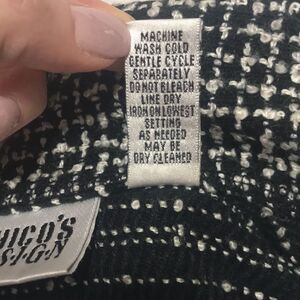 MACHINE
WASH COLD
GENTLE CYCLE
SEPARATELY
DO NOT BLEACH
LINE DRY
IRON ON LOWEST
SETTING
AS NEEDED
MAY BE
DRY CLEANED
HICO'S
S·I·G·N